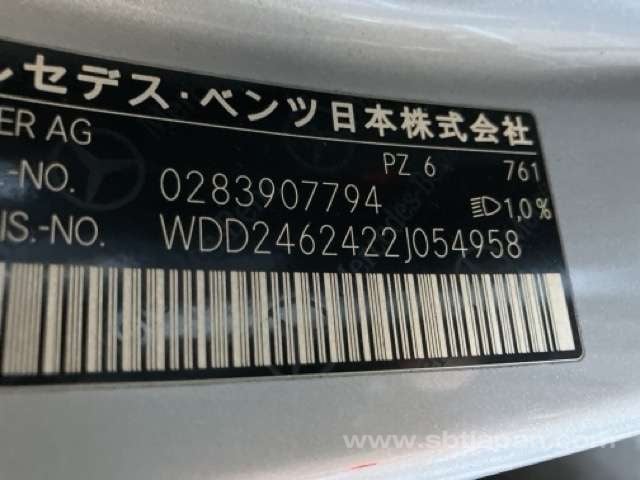 ルセデス・ベンツ日本株式会社
ER AG
PZ 6 761
-NO. 0283907794
1,0%
IS.-NO. WDD2462422J054958
www.sbtjapan.com